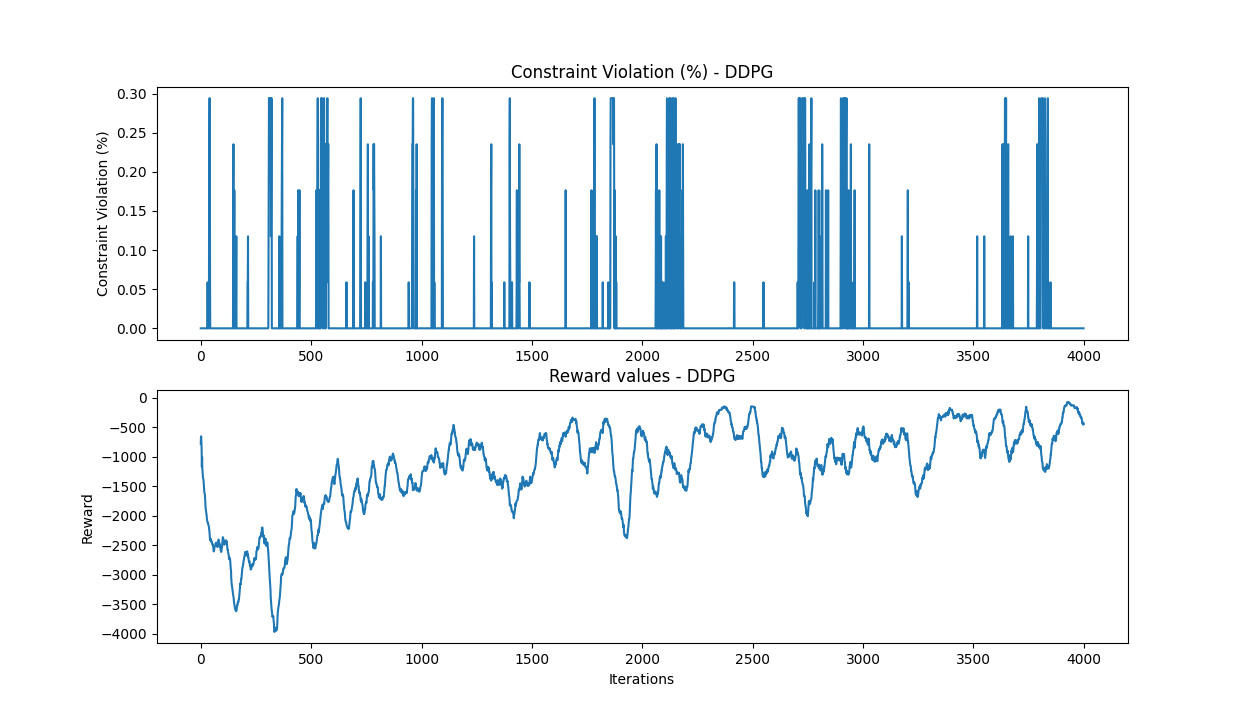 Constraint Violation (%) - DDPG
Constraint Violation (%)
0.30
0.25
0.20
0.15
0.10
0.05
0.00
0 500 1000 1500 2000 2500 3000 3500 4000
Reward values - DDPG
Reward
0
−500
−1000
−1500
−2000
−2500
−3000
−3500
−4000
0 500 1000 1500 2000 2500 3000 3500 4000
Iterations